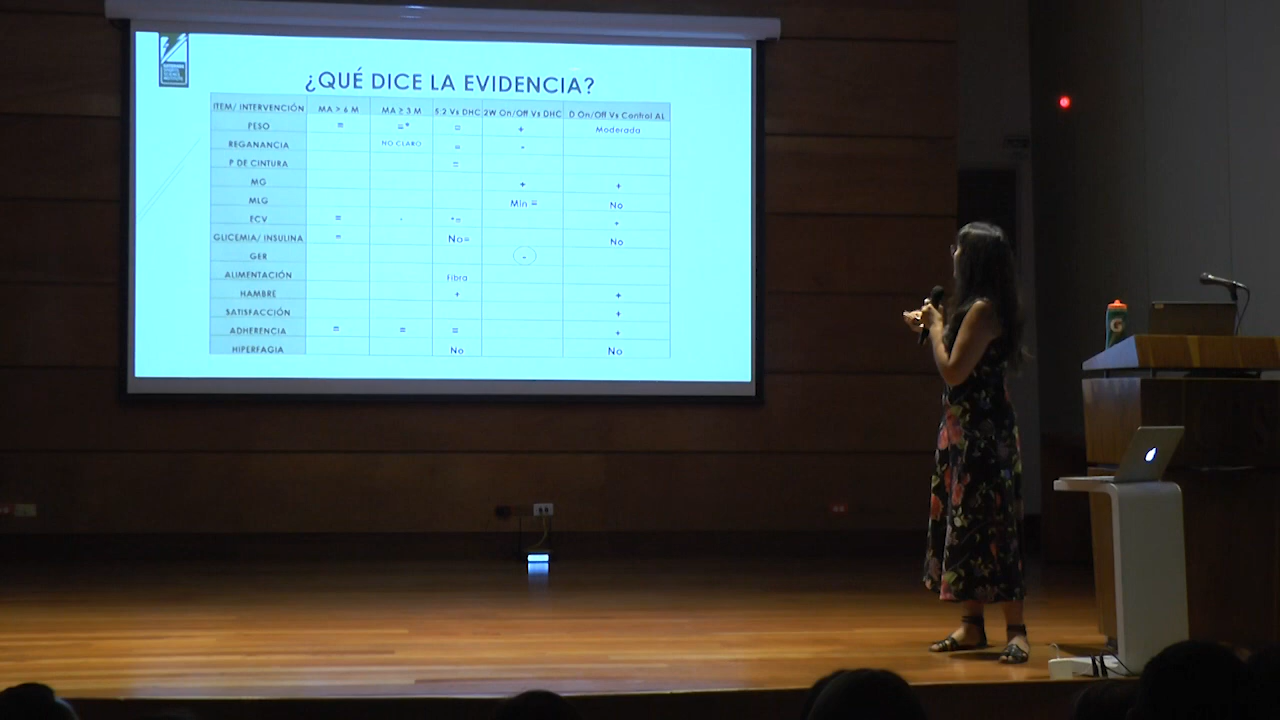 ¿QUÉ DICE LA EVIDENCIA?
ITEM/ INTERVENCIÓN MA > 6 M MA ≥ 3 M 5:2 Vs DHC 2W On/Off Vs DHC D On/Off Vs Control AL
PESO = =* = + Moderada
REGANANCIA NO CLARO = -
P DE CINTURA =
MG + +
MLG Min = No
ECV = - *= +
GLICEMIA/ INSULINA = No= No
GER -
ALIMENTACIÓN Fibra
HAMBRE + +
SATISFACCIÓN +
ADHERENCIA = = = +
HIPERFAGIA No No
G